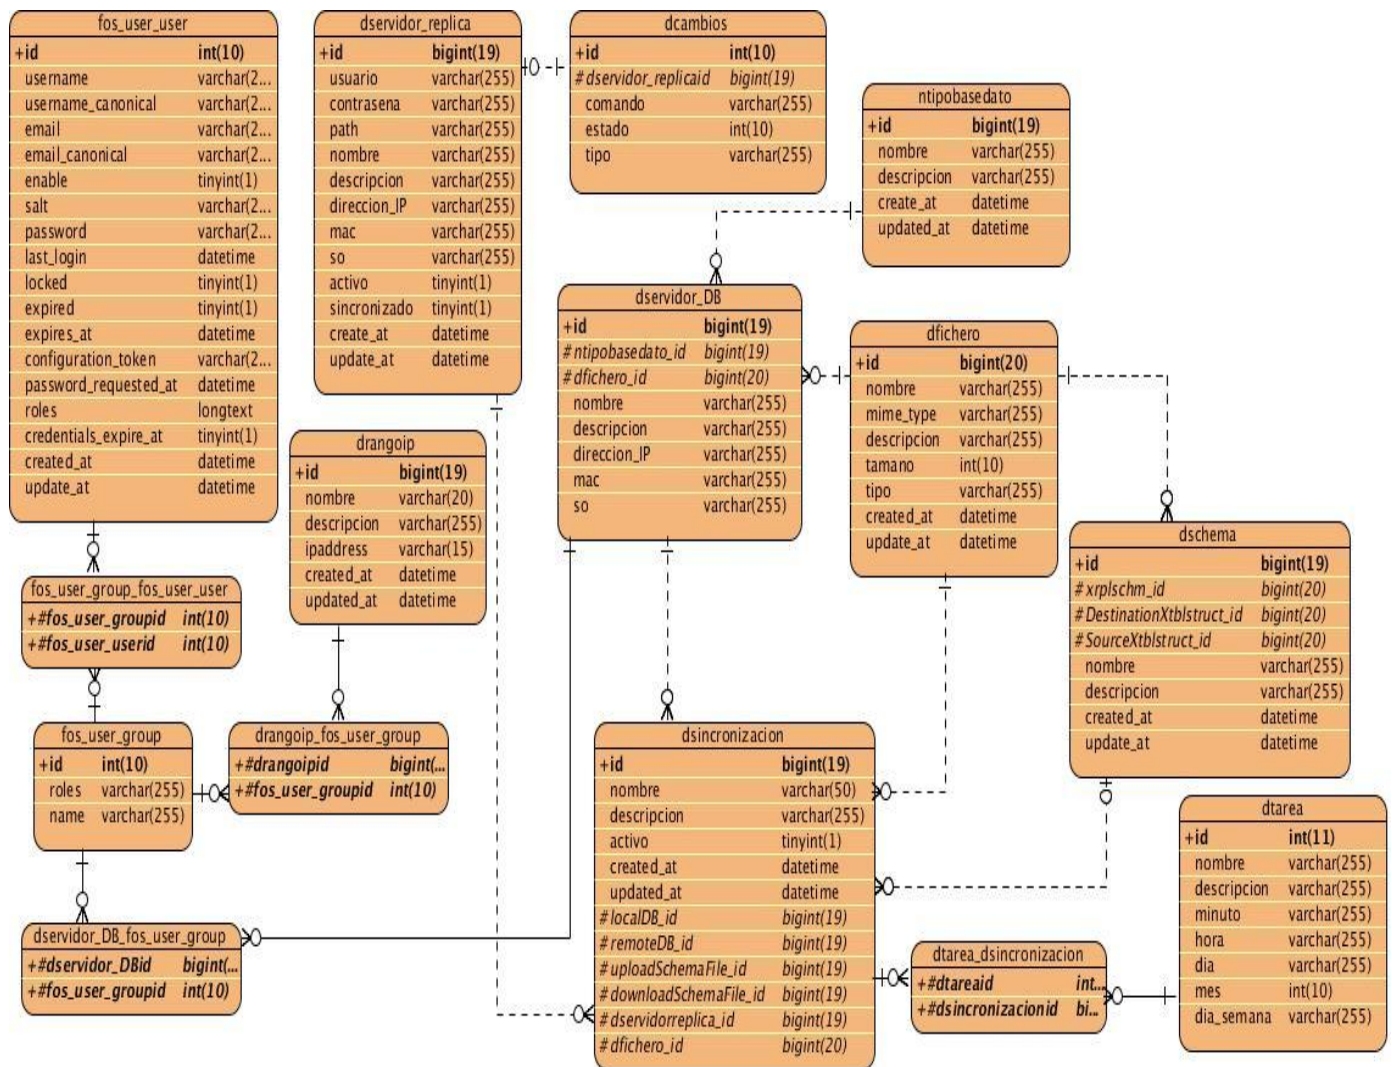 fos_user_user
+id int(10)
username varchar(2...
username_canonical varchar(2...
email varchar(2...
email_canonical varchar(2...
enable tinyint(1)
salt varchar(2...
password varchar(2...
last_login datetime
locked tinyint(1)
expired tinyint(1)
expires_at datetime
configuration_token varchar(2...
password_requested_at datetime
roles longtext
credentials_expire_at tinyint(1)
created_at datetime
update_at datetime
dservidor_replica
+id bigint(19)
usuario varchar(255)
contrasena varchar(255)
path varchar(255)
nombre varchar(255)
descripcion varchar(255)
direccion_IP varchar(255)
mac varchar(255)
so varchar(255)
activo tinyint(1)
sincronizado tinyint(1)
create_at datetime
update_at datetime
dcambios
+id int(10)
#dservidor_replicaid bigint(19)
comando varchar(255)
estado int(10)
tipo varchar(255)
ntipobasedato
+id bigint(19)
nombre varchar(255)
descripcion varchar(255)
create_at datetime
updated_at datetime
dservidor_DB
+id bigint(19)
#ntipobasedato_id bigint(19)
#dfichero_id bigint(20)
nombre varchar(255)
descripcion varchar(255)
direccion_IP varchar(255)
mac varchar(255)
so varchar(255)
dfichero
+id bigint(20)
nombre varchar(255)
mime_type varchar(255)
descripcion varchar(255)
tamano int(10)
tipo varchar(255)
created_at datetime
update_at datetime
drangoip
+id bigint(19)
nombre varchar(20)
descripcion varchar(255)
ipaddress varchar(15)
created_at datetime
updated_at datetime
dschema
+id bigint(19)
#xrplschm_id bigint(20)
#DestinationXtblstruct_id bigint(20)
#SourceXtblstruct_id bigint(20)
nombre varchar(255)
descripcion varchar(255)
created_at datetime
update_at datetime
fos_user_group_fos_user_user
+#fos_user_groupid int(10)
+#fos_user_userid int(10)
fos_user_group
+id int(10)
roles varchar(255)
name varchar(255)
drangoip_fos_user_group
+#drangoipid bigint(...
+#fos_user_groupid int(10)
dsincronizacion
+id bigint(19)
nombre varchar(50)
descripcion varchar(255)
activo tinyint(1)
created_at datetime
updated_at datetime
#localDB_id bigint(19)
#remoteDB_id bigint(19)
#uploadSchemaFile_id bigint(19)
#downloadSchemaFile_id bigint(19)
#dservidorreplica_id bigint(19)
#dfichero_id bigint(20)
dtarea
+id int(11)
nombre varchar(255)
descripcion varchar(255)
minuto varchar(255)
hora varchar(255)
dia varchar(255)
mes int(10)
dia_semana varchar(255)
dservidor_DB_fos_user_group
+#dservidor_DBid bigint(...
+#fos_user_groupid int(10)
dtarea_dsincronizacion
+#dtareaid int...
+#dsincronizacionid bi...